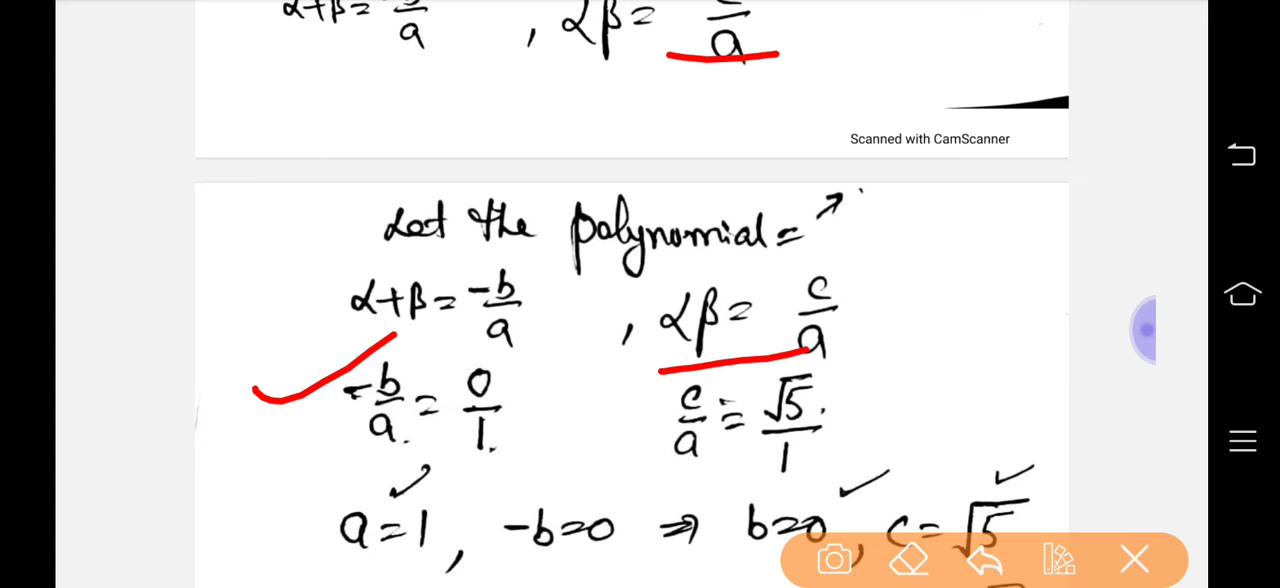 α+β= /a , αβ= /a
Scanned with CamScanner
Let the polynomial =
α+β = -b/a , αβ = c/a
-b/a. = 0/1. c/a = √5./1
a=1, -b=0 ⇒ b=0, c=√5